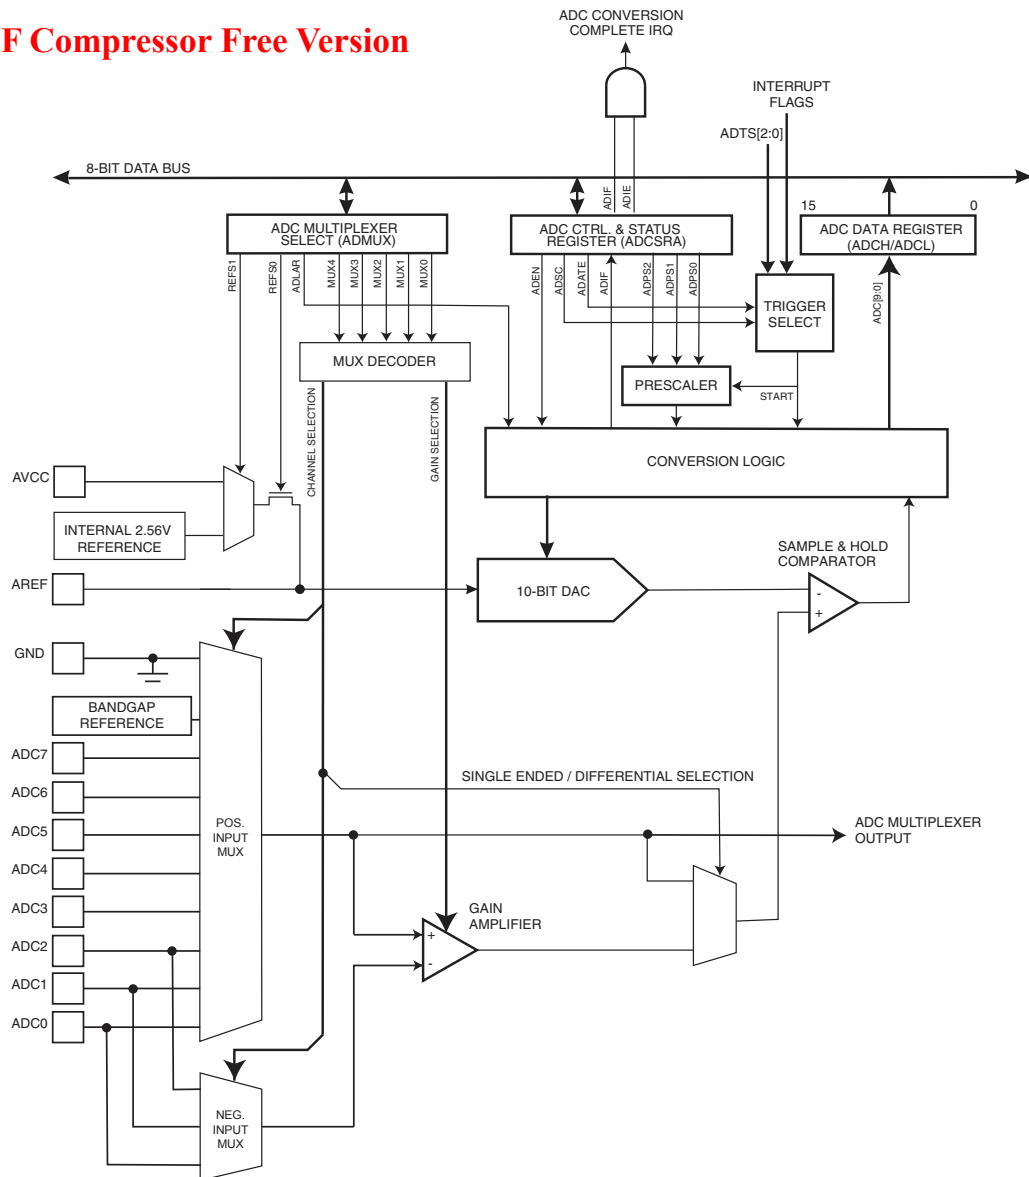 F Compressor Free Version
ADC CONVERSION
COMPLETE IRQ
INTERRUPT
FLAGS
ADTS[2:0]
8-BIT DATA BUS
ADIF
ADIE
15
0
ADC MULTIPLEXER
SELECT (ADMUX)
ADC CTRL. & STATUS
REGISTER (ADCSRA)
ADC DATA REGISTER
(ADCH/ADCL)
REFS1
REFS0
ADLAR
MUX4
MUX3
MUX2
MUX1
MUX0
ADEN
ADSC
ADATE
ADIF
ADPS2
ADPS1
ADPS0
TRIGGER
SELECT
ADC[9:0]
MUX DECODER
PRESCALER
START
CHANNEL SELECTION
GAIN SELECTION
CONVERSION LOGIC
AVCC
INTERNAL 2.56V
REFERENCE
SAMPLE & HOLD
COMPARATOR
AREF
10-BIT DAC
-
+
GND
BANDGAP
REFERENCE
ADC7
SINGLE ENDED / DIFFERENTIAL SELECTION
ADC6
ADC5
POS.
INPUT
MUX
ADC MULTIPLEXER
OUTPUT
ADC4
ADC3
GAIN
AMPLIFIER
+
-
ADC2
ADC1
ADC0
NEG.
INPUT
MUX